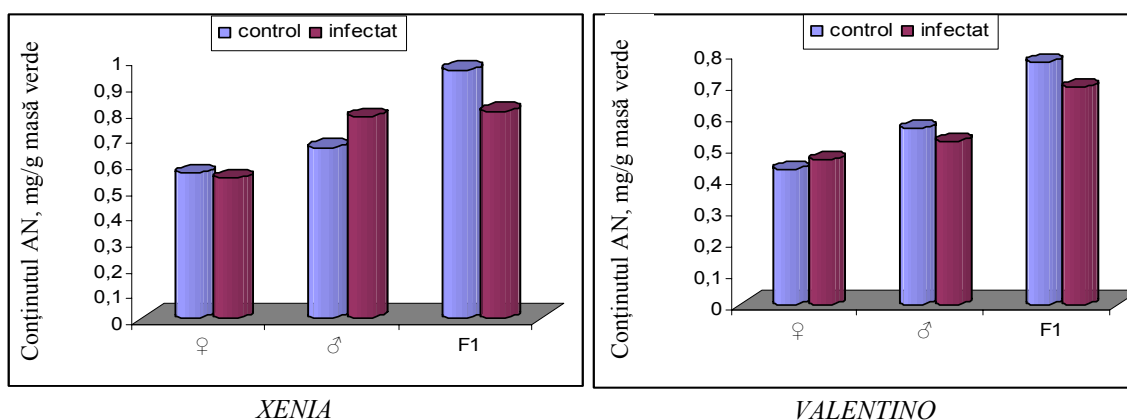 control infectat
Conținutul AN, mg/g masă verde
1
0,9
0,8
0,7
0,6
0,5
0,4
0,3
0,2
0,1
0
♀ ♂ F1
XENIA
control infectat
Conținutul AN, mg/g masă verde
0,8
0,7
0,6
0,5
0,4
0,3
0,2
0,1
0
♀ ♂ F1
VALENTINO